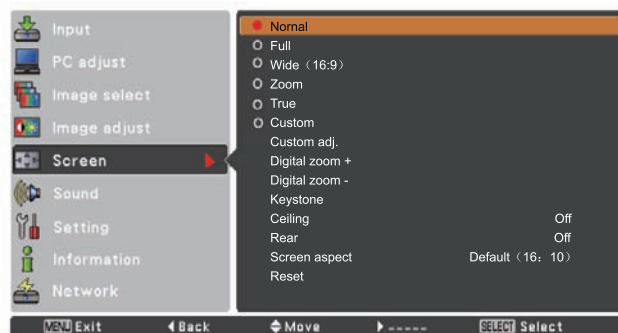 Input
PC adjust
Image select
Image adjust
Screen
Sound
Setting
Information
Network
Nornal
Full
Wide（16:9）
Zoom
True
Custom
Custom adj.
Digital zoom +
Digital zoom -
Keystone
Ceiling Off
Rear Off
Screen aspect Default（16：10）
Reset
MENU Exit Back Move ----- SELECT Select